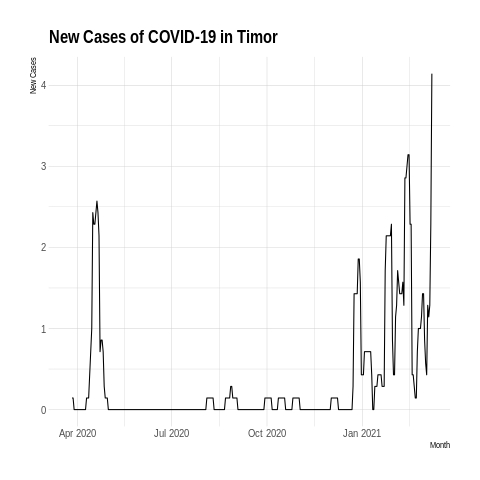 New Cases of COVID-19 in Timor
New Cases
4
3
2
1
0
Apr 2020
Jul 2020
Oct 2020
Jan 2021
Month